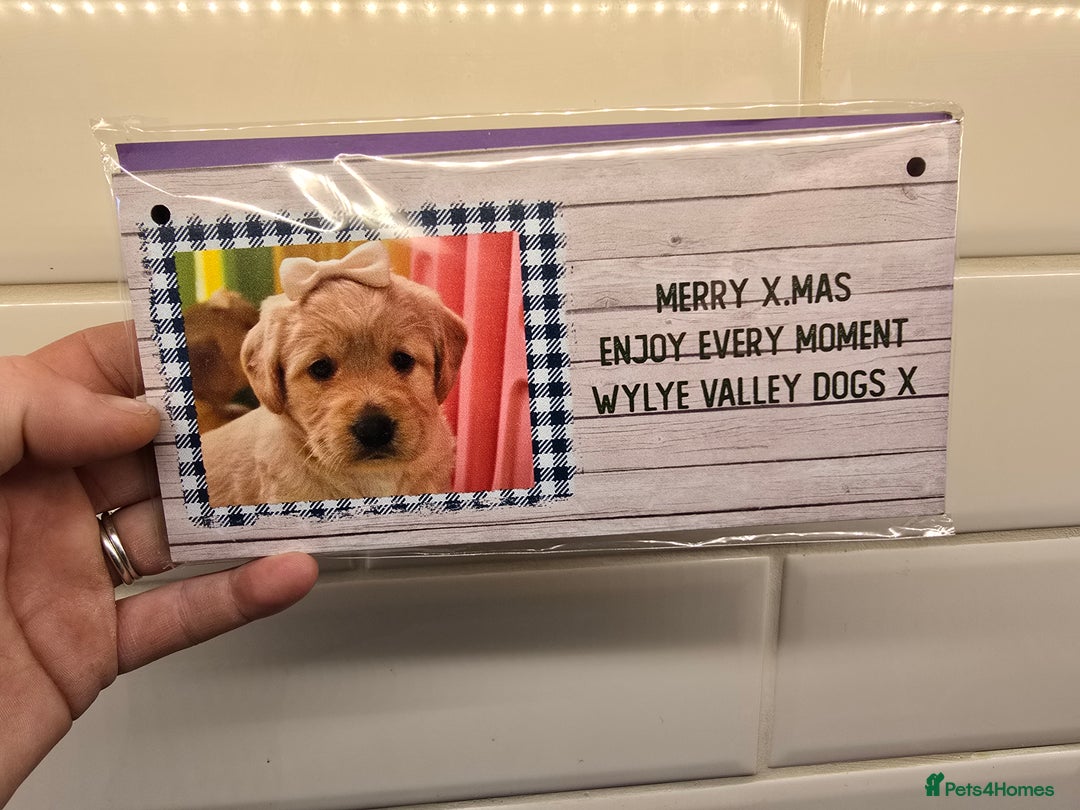 MERRY X.MAS
ENJOY EVERY MOMENT
WYLYE VALLEY DOGS X
Pets4Homes